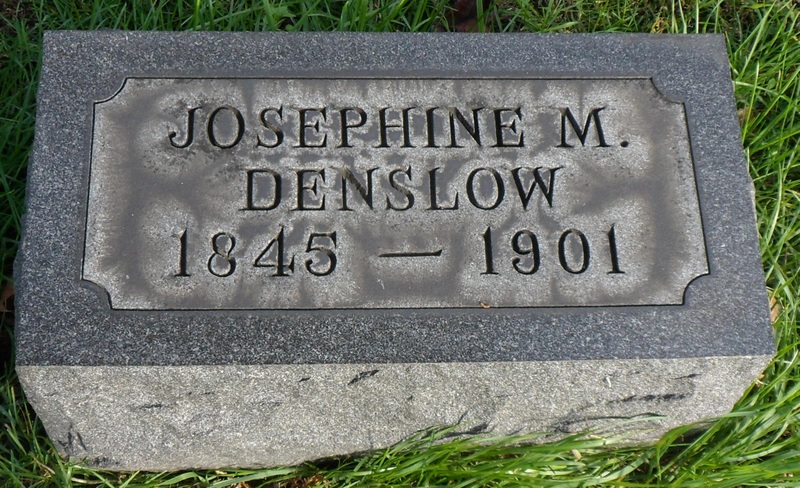 JOSEPHINE M.
DENSLOW
1845 — 1901